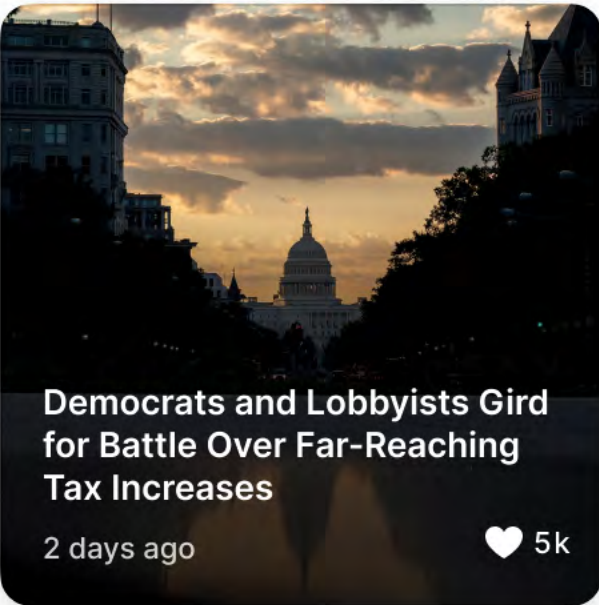 Democrats and Lobbyists Gird
for Battle Over Far-Reaching
Tax Increases
2 days ago
5k